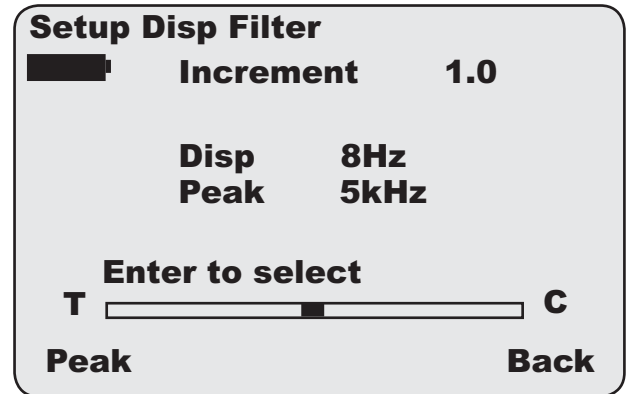 Setup Disp Filter
Increment 1.0
Disp 8Hz
Peak 5kHz
Enter to select
T C
Peak Back